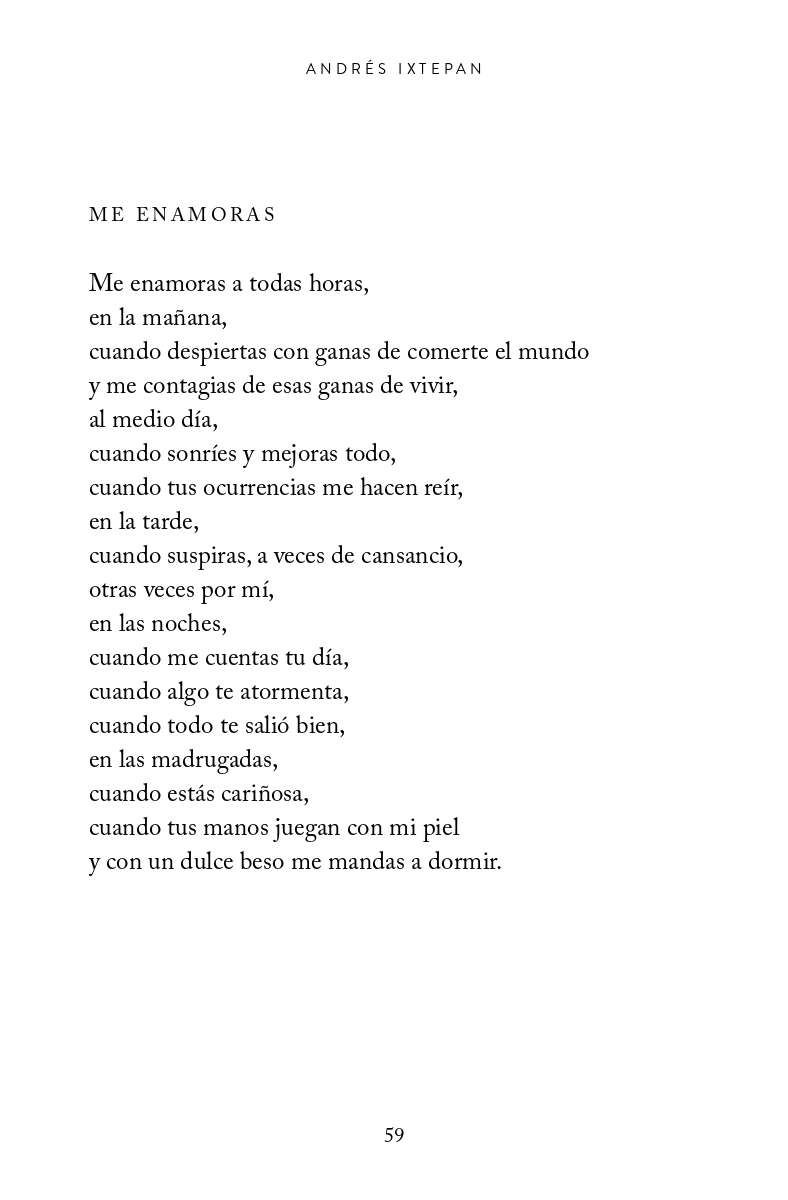 ANDRÉS IXTEPAN
ME ENAMORAS
Me enamoras a todas horas,
en la mañana,
cuando despiertas con ganas de comerte el mundo
y me contagias de esas ganas de vivir,
al medio día,
cuando sonríes y mejoras todo,
cuando tus ocurrencias me hacen reír,
en la tarde,
cuando suspiras, a veces de cansancio,
otras veces por mí,
en las noches,
cuando me cuentas tu día,
cuando algo te atormenta,
cuando todo te salió bien,
en las madrugadas,
cuando estás cariñosa,
cuando tus manos juegan con mi piel
y con un dulce beso me mandas a dormir.
59